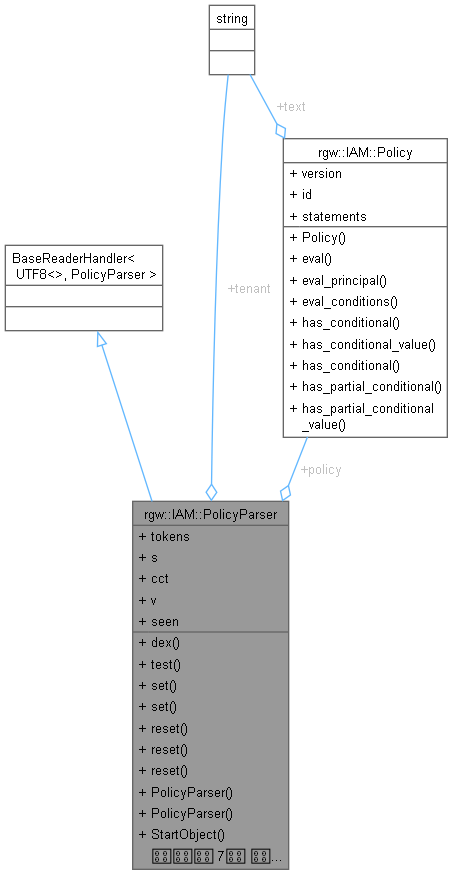 string
+text
rgw::IAM::Policy
+ version
+ id
+ statements
+ Policy()
+ eval()
+ eval_principal()
+ eval_conditions()
+ has_conditional()
+ has_conditional_value()
+ has_conditional()
+ has_partial_conditional()
+ has_partial_conditional
_value()
BaseReaderHandler<
UTF8<>, PolicyParser >
+tenant
+policy
rgw::IAM::PolicyParser
+ tokens
+ s
+ cct
+ v
+ seen
+ dex()
+ test()
+ set()
+ set()
+ reset()
+ reset()
+ reset()
+ PolicyParser()
+ PolicyParser()
+ StartObject()
7 ...